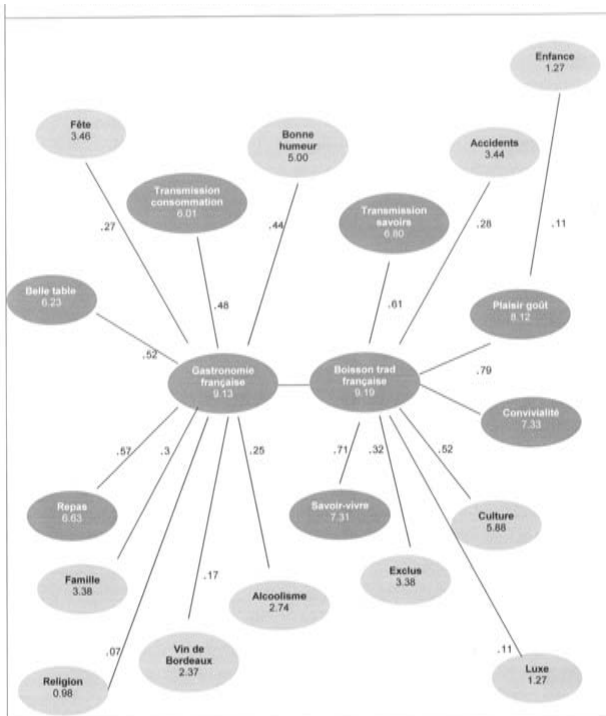 Enfance
1.27
Fête
3.46
Bonne
humeur
5.00
Accidents
3.44
Transmission
consommation
6.01
Transmission
savoirs
6.80
.27
.44
.28
.11
Belle table
6.23
.48
.61
Plaisir goût
8.12
.52
Gastronomie
française
9.13
Boisson trad
française
9.19
.79
Convivialité
7.33
.57
.3
.25
.71
.32
.52
Repas
6.63
Savoir-vivre
7.31
Culture
5.88
Famille
3.38
.17
Alcoolisme
2.74
Exclus
3.38
.07
Vin de
Bordeaux
2.37
.11
Religion
0.98
Luxe
1.27